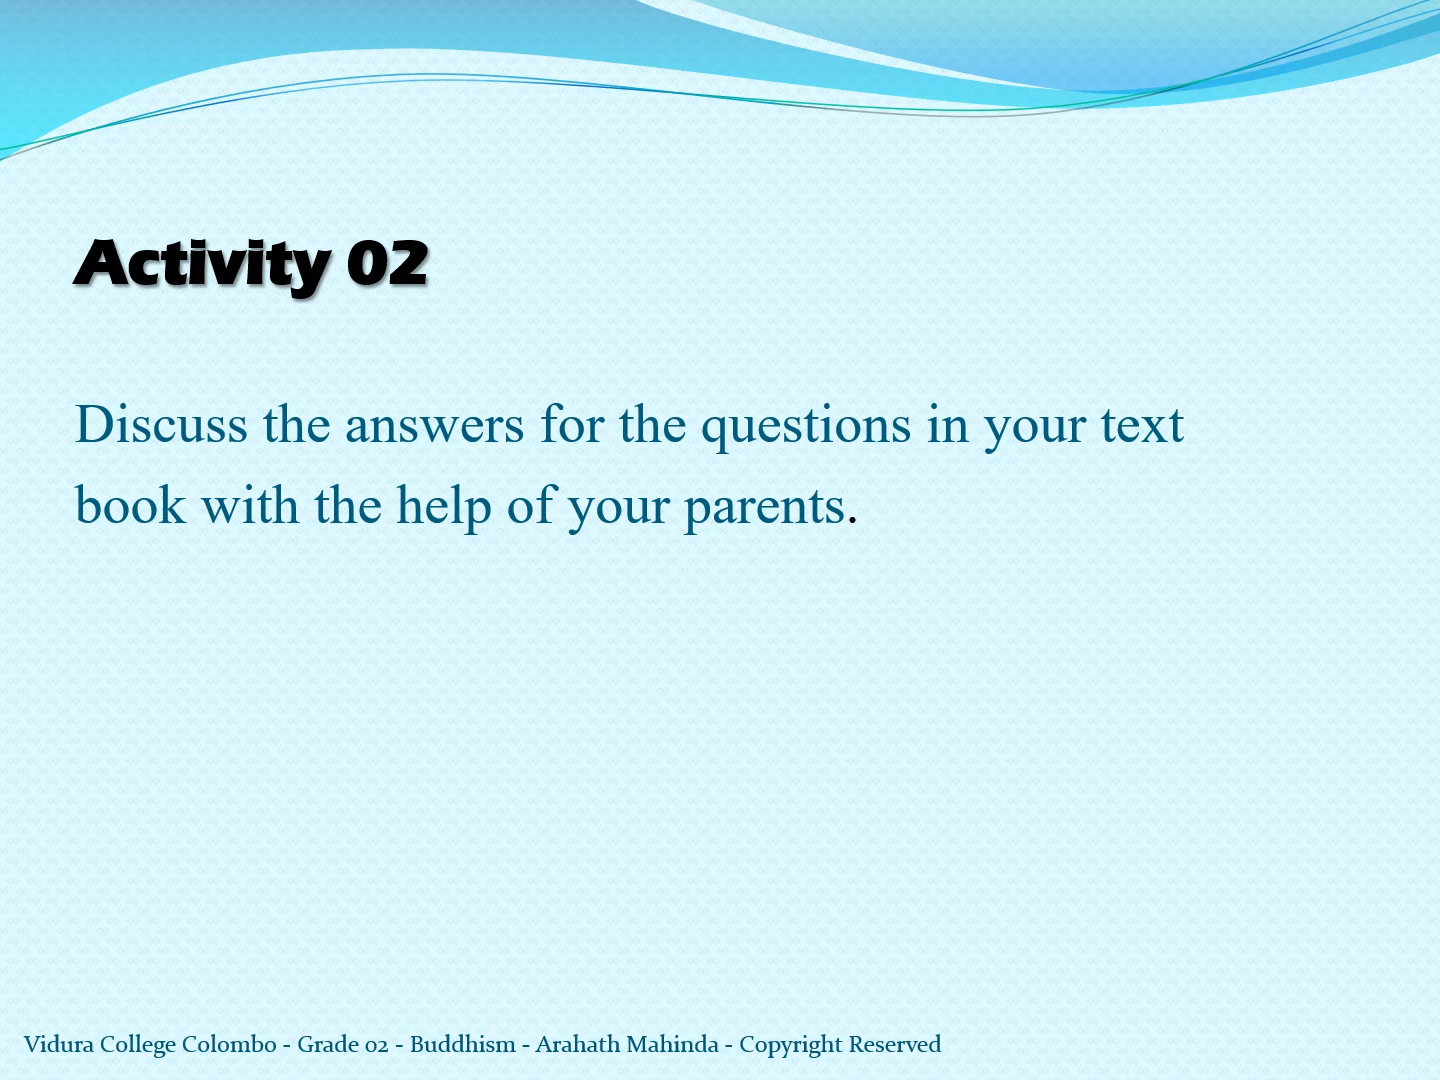 Activity 02
Discuss the answers for the questions in your text
book with the help of your parents.
Vidura College Colombo - Grade 02 - Buddhism - Arahath Mahinda - Copyright Reserved